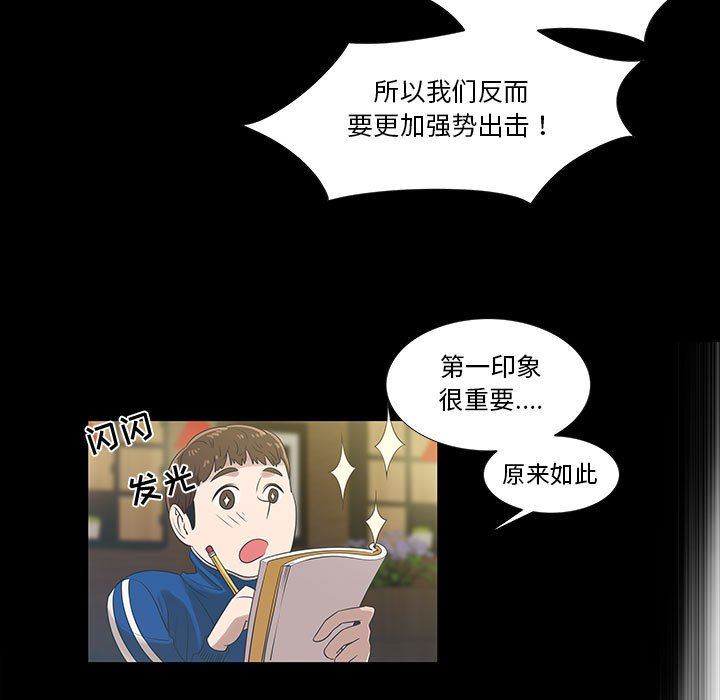 所以我们反而
要更加强势出击！
第一印象
很重要....
原来如此
闪闪
发光